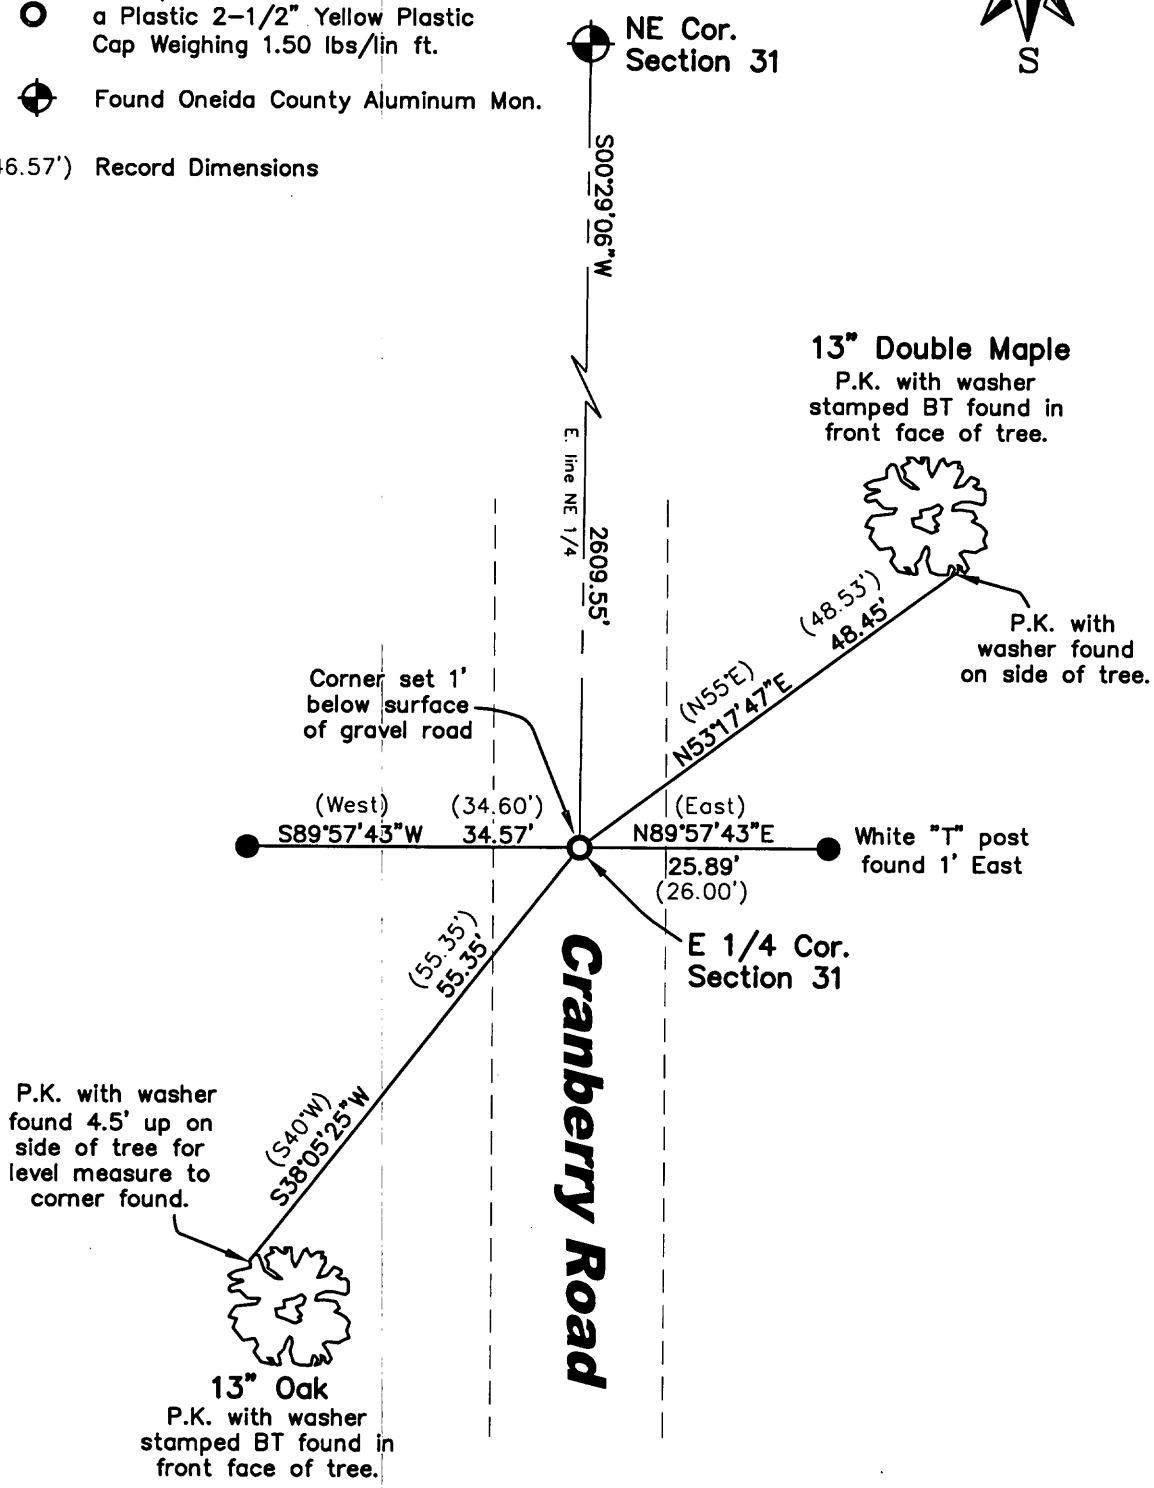 a Plastic 2-1/2" Yellow Plastic
Cap Weighing 1.50 lbs/lin ft.
Found Oneida County Aluminum Mon.
6.57') Record Dimensions
NE Cor.
Section 31
S
S00°29'06"W
E. line NE 1/4
2609.55'
13" Double Maple
P.K. with washer
stamped BT found in
front face of tree.
P.K. with
washer found
on side of tree.
(48.53')
48.45'
(N55°E)
N53°17'47"E
Corner set 1'
below surface
of gravel road
(West)
S89°57'43"W
(34.60')
34.57'
(East)
N89°57'43"E
25.89'
(26.00')
White "T" post
found 1' East
E 1/4 Cor.
Section 31
(55.35')
55.35'
(S40°W)
S38°05'25"W
Cranberry Road
P.K. with washer
found 4.5' up on
side of tree for
level measure to
corner found.
13" Oak
P.K. with washer
stamped BT found in
front face of tree.